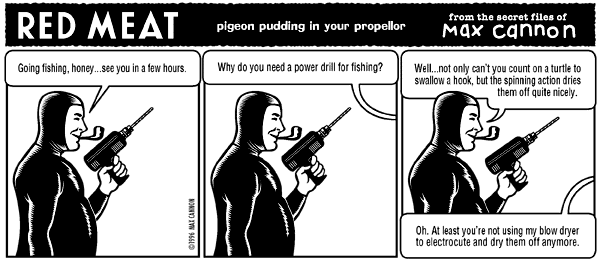 RED MEAT
pigeon pudding in your propellor
from the secret files of
Max cannon
Going fishing, honey...see you in a few hours.
©1996 MAX CANNON
Why do you need a power drill for fishing?
Well...not only can't you count on a turtle to
swallow a hook, but the spinning action dries
them off quite nicely.
Oh. At least you're not using my blow dryer
to electrocute and dry them off anymore.